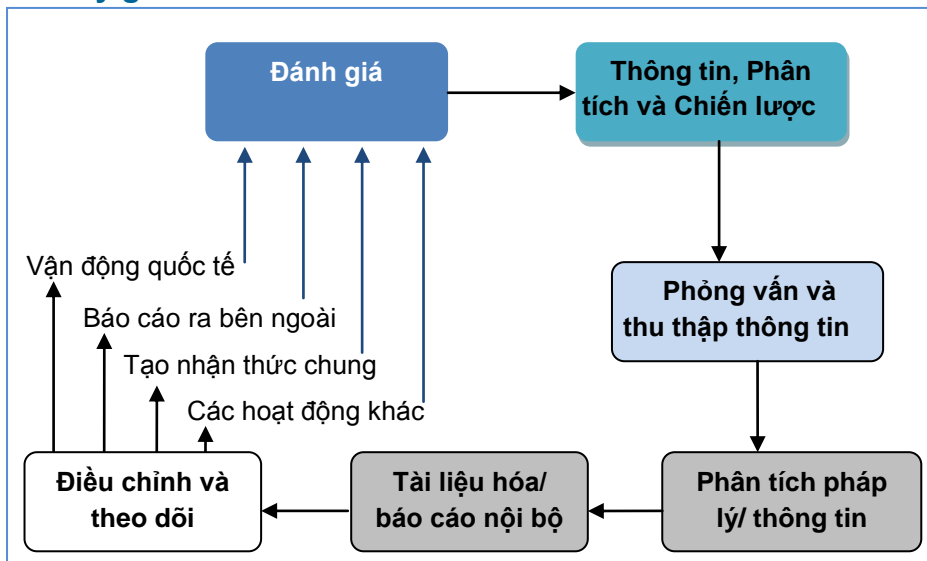 Đánh giá
Thông tin, Phân
tích và Chiến lược
Vận động quốc tế
Phỏng vấn và
thu thập thông tin
Báo cáo ra bên ngoài
Tạo nhận thức chung
Các hoạt động khác
Điều chỉnh và
theo dõi
Tài liệu hóa/
báo cáo nội bộ
Phân tích pháp
lý/ thông tin